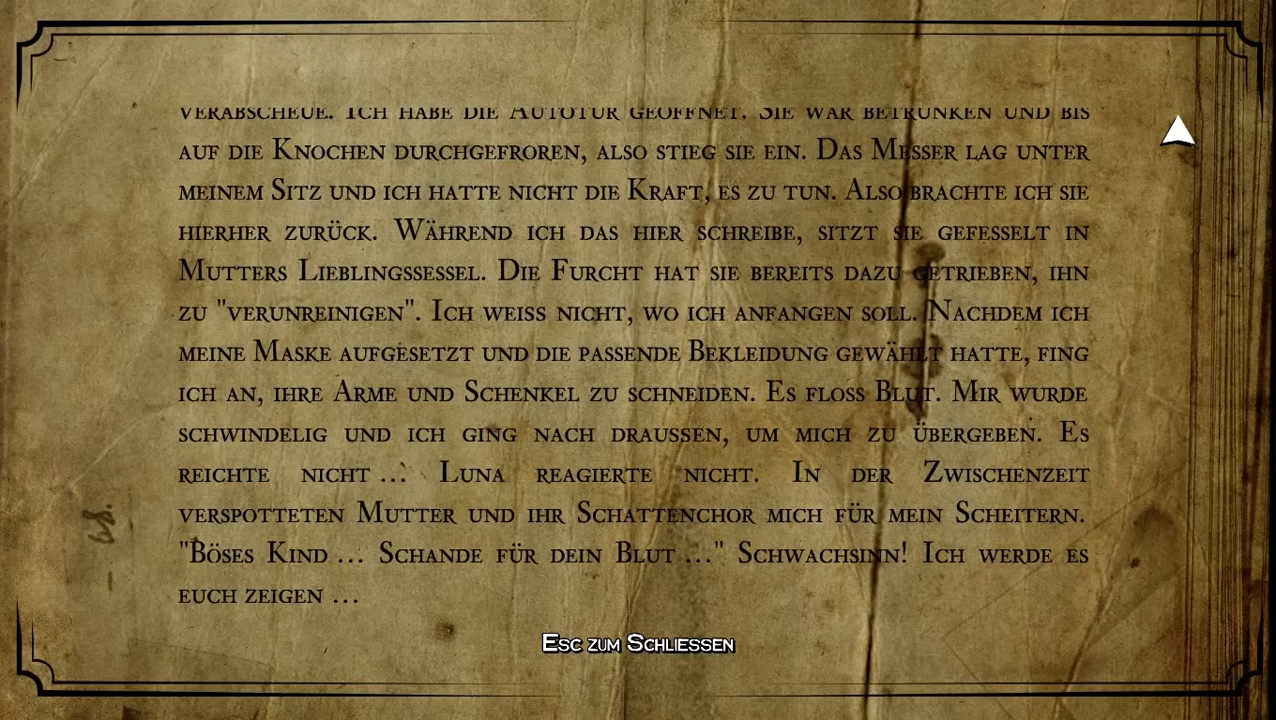 verabscheue. Ich habe die Autotür geöffnet. Sie war betrunken und bis
auf die Knochen durchgefroren, also stieg sie ein. Das Messer lag unter
meinem Sitz und ich hatte nicht die Kraft, es zu tun. Also brachte ich sie
hierher zurück. Während ich das hier schreibe, sitzt sie gefesselt in
Mutters Lieblingssessel. Die Furcht hat sie bereits dazu getrieben, ihn
zu "verunreinigen". Ich weiss nicht, wo ich anfangen soll. Nachdem ich
meine Maske aufgesetzt und die passende Bekleidung gewählt hatte, fing
ich an, ihre Arme und Schenkel zu schneiden. Es floss Blut. Mir wurde
schwindelig und ich ging nach draussen, um mich zu übergeben. Es
reichte nicht ... Luna reagierte nicht. In der Zwischenzeit
verspotteten Mutter und ihr Schattenchor mich für mein Scheitern.
"Böses Kind ... Schande für dein Blut ..." Schwachsinn! Ich werde es
euch zeigen ...
Esc zum Schliessen